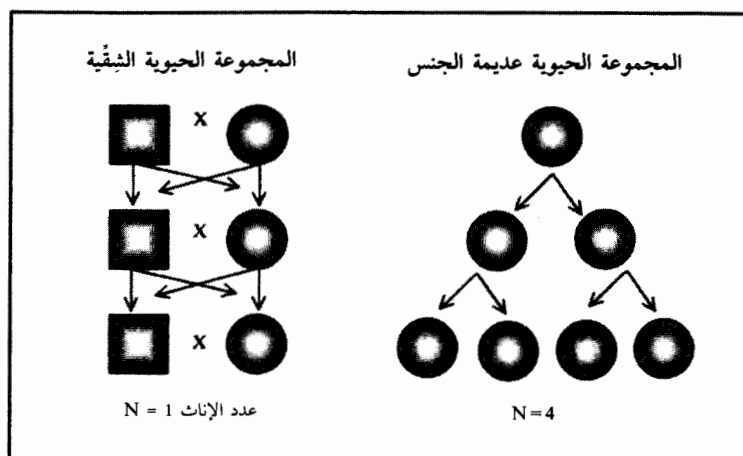 المجموعة الحيوية عديمة الجنس
المجموعة الحيوية الشِقِّية
X
X
X
N=4
عدد الإناث N = 1